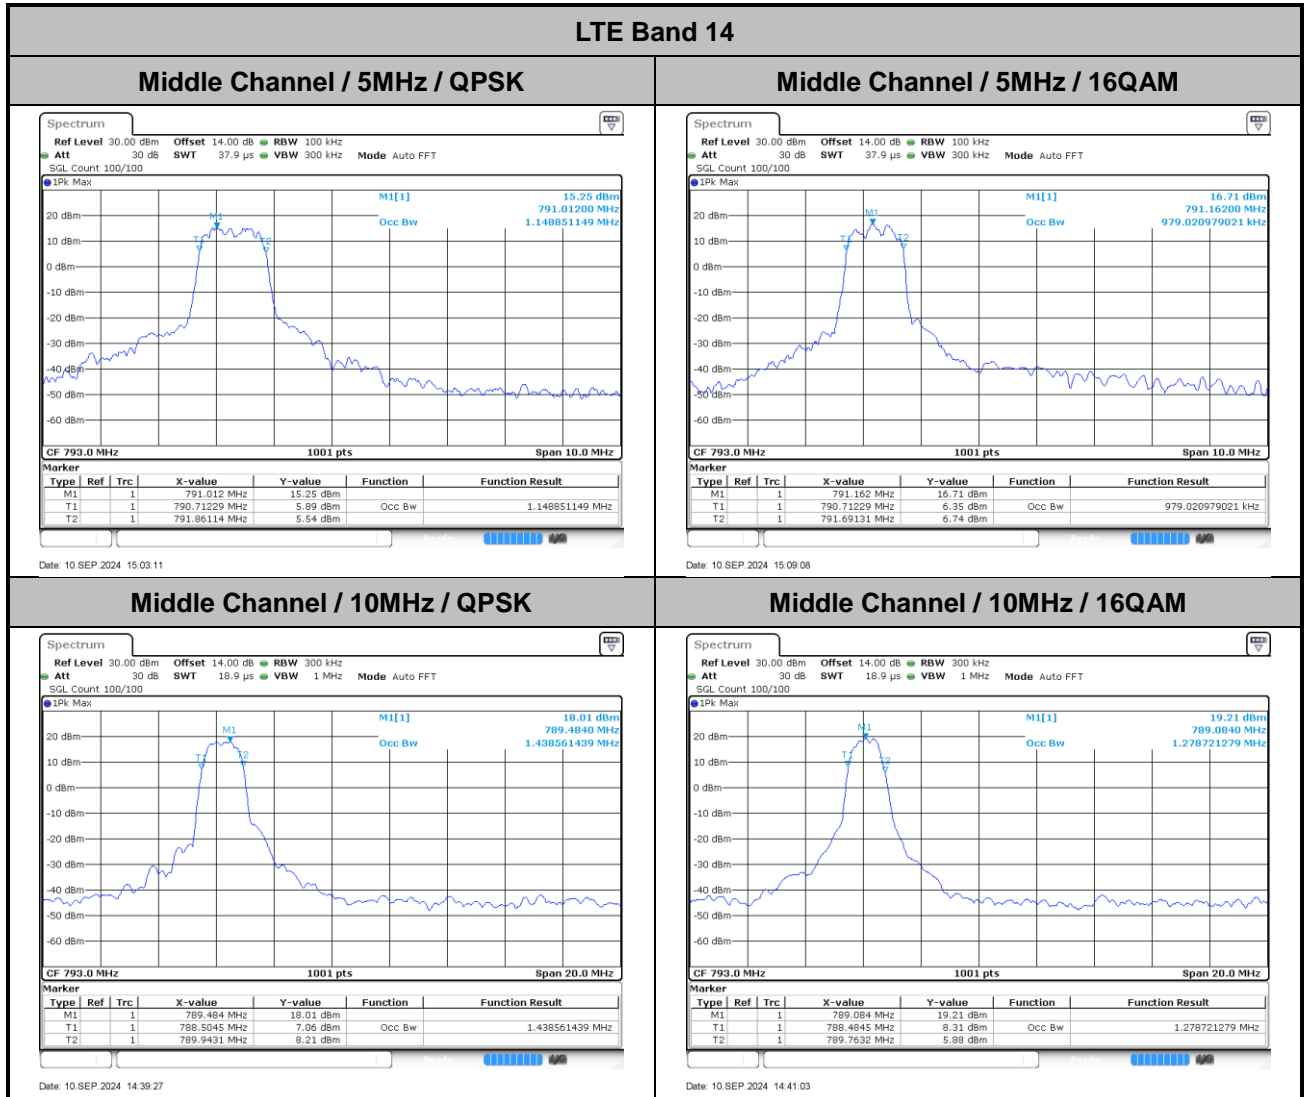 LTE Band 14
Middle Channel / 5MHz / QPSK
Middle Channel / 5MHz / 16QAM
Spectrum
Ref Level 30.00 dBm Offset 14.00 dB RBW 100 kHz
Att 30 dB SWT 37.9 µs VBW 300 kHz Mode Auto FFT
SGL Count 100/100
1Pk Max
M1[1] 15.25 dBm
791.01200 MHz
Occ Bw 1.148851149 MHz
20 dBm
10 dBm
0 dBm
-10 dBm
-20 dBm
-30 dBm
-40 dBm
-50 dBm
-60 dBm
M1
T1
T2
CF 793.0 MHz 1001 pts Span 10.0 MHz
Marker
Type Ref Trc X-value Y-value Function Function Result
M1 1 791.012 MHz 15.25 dBm
T1 1 790.71229 MHz 5.89 dBm Occ Bw 1.148851149 MHz
T2 1 791.86114 MHz 5.54 dBm
Date: 10.SEP.2024 15:03:11
Spectrum
Ref Level 30.00 dBm Offset 14.00 dB RBW 100 kHz
Att 30 dB SWT 37.9 µs VBW 300 kHz Mode Auto FFT
SGL Count 100/100
1Pk Max
M1[1] 16.71 dBm
791.16200 MHz
Occ Bw 979.020979021 kHz
20 dBm
10 dBm
0 dBm
-10 dBm
-20 dBm
-30 dBm
-40 dBm
-50 dBm
-60 dBm
M1
T1
T2
CF 793.0 MHz 1001 pts Span 10.0 MHz
Marker
Type Ref Trc X-value Y-value Function Function Result
M1 1 791.162 MHz 16.71 dBm
T1 1 790.71229 MHz 6.35 dBm Occ Bw 979.020979021 kHz
T2 1 791.69131 MHz 6.74 dBm
Date: 10.SEP.2024 15:09:08
Middle Channel / 10MHz / QPSK
Middle Channel / 10MHz / 16QAM
Spectrum
Ref Level 30.00 dBm Offset 14.00 dB RBW 300 kHz
Att 30 dB SWT 18.9 µs VBW 1 MHz Mode Auto FFT
SGL Count 100/100
1Pk Max
M1[1] 18.01 dBm
789.4840 MHz
Occ Bw 1.438561439 MHz
20 dBm
10 dBm
0 dBm
-10 dBm
-20 dBm
-30 dBm
-40 dBm
-50 dBm
-60 dBm
M1
T1
T2
CF 793.0 MHz 1001 pts Span 20.0 MHz
Marker
Type Ref Trc X-value Y-value Function Function Result
M1 1 789.484 MHz 18.01 dBm
T1 1 788.5045 MHz 7.06 dBm Occ Bw 1.438561439 MHz
T2 1 789.9431 MHz 8.21 dBm
Date: 10.SEP.2024 14:39:27
Spectrum
Ref Level 30.00 dBm Offset 14.00 dB RBW 300 kHz
Att 30 dB SWT 18.9 µs VBW 1 MHz Mode Auto FFT
SGL Count 100/100
1Pk Max
M1[1] 19.21 dBm
789.0840 MHz
Occ Bw 1.278721279 MHz
20 dBm
10 dBm
0 dBm
-10 dBm
-20 dBm
-30 dBm
-40 dBm
-50 dBm
-60 dBm
M1
T1
T2
CF 793.0 MHz 1001 pts Span 20.0 MHz
Marker
Type Ref Trc X-value Y-value Function Function Result
M1 1 789.084 MHz 19.21 dBm
T1 1 788.4845 MHz 8.31 dBm Occ Bw 1.278721279 MHz
T2 1 789.7632 MHz 5.88 dBm
Date: 10.SEP.2024 14:41:03